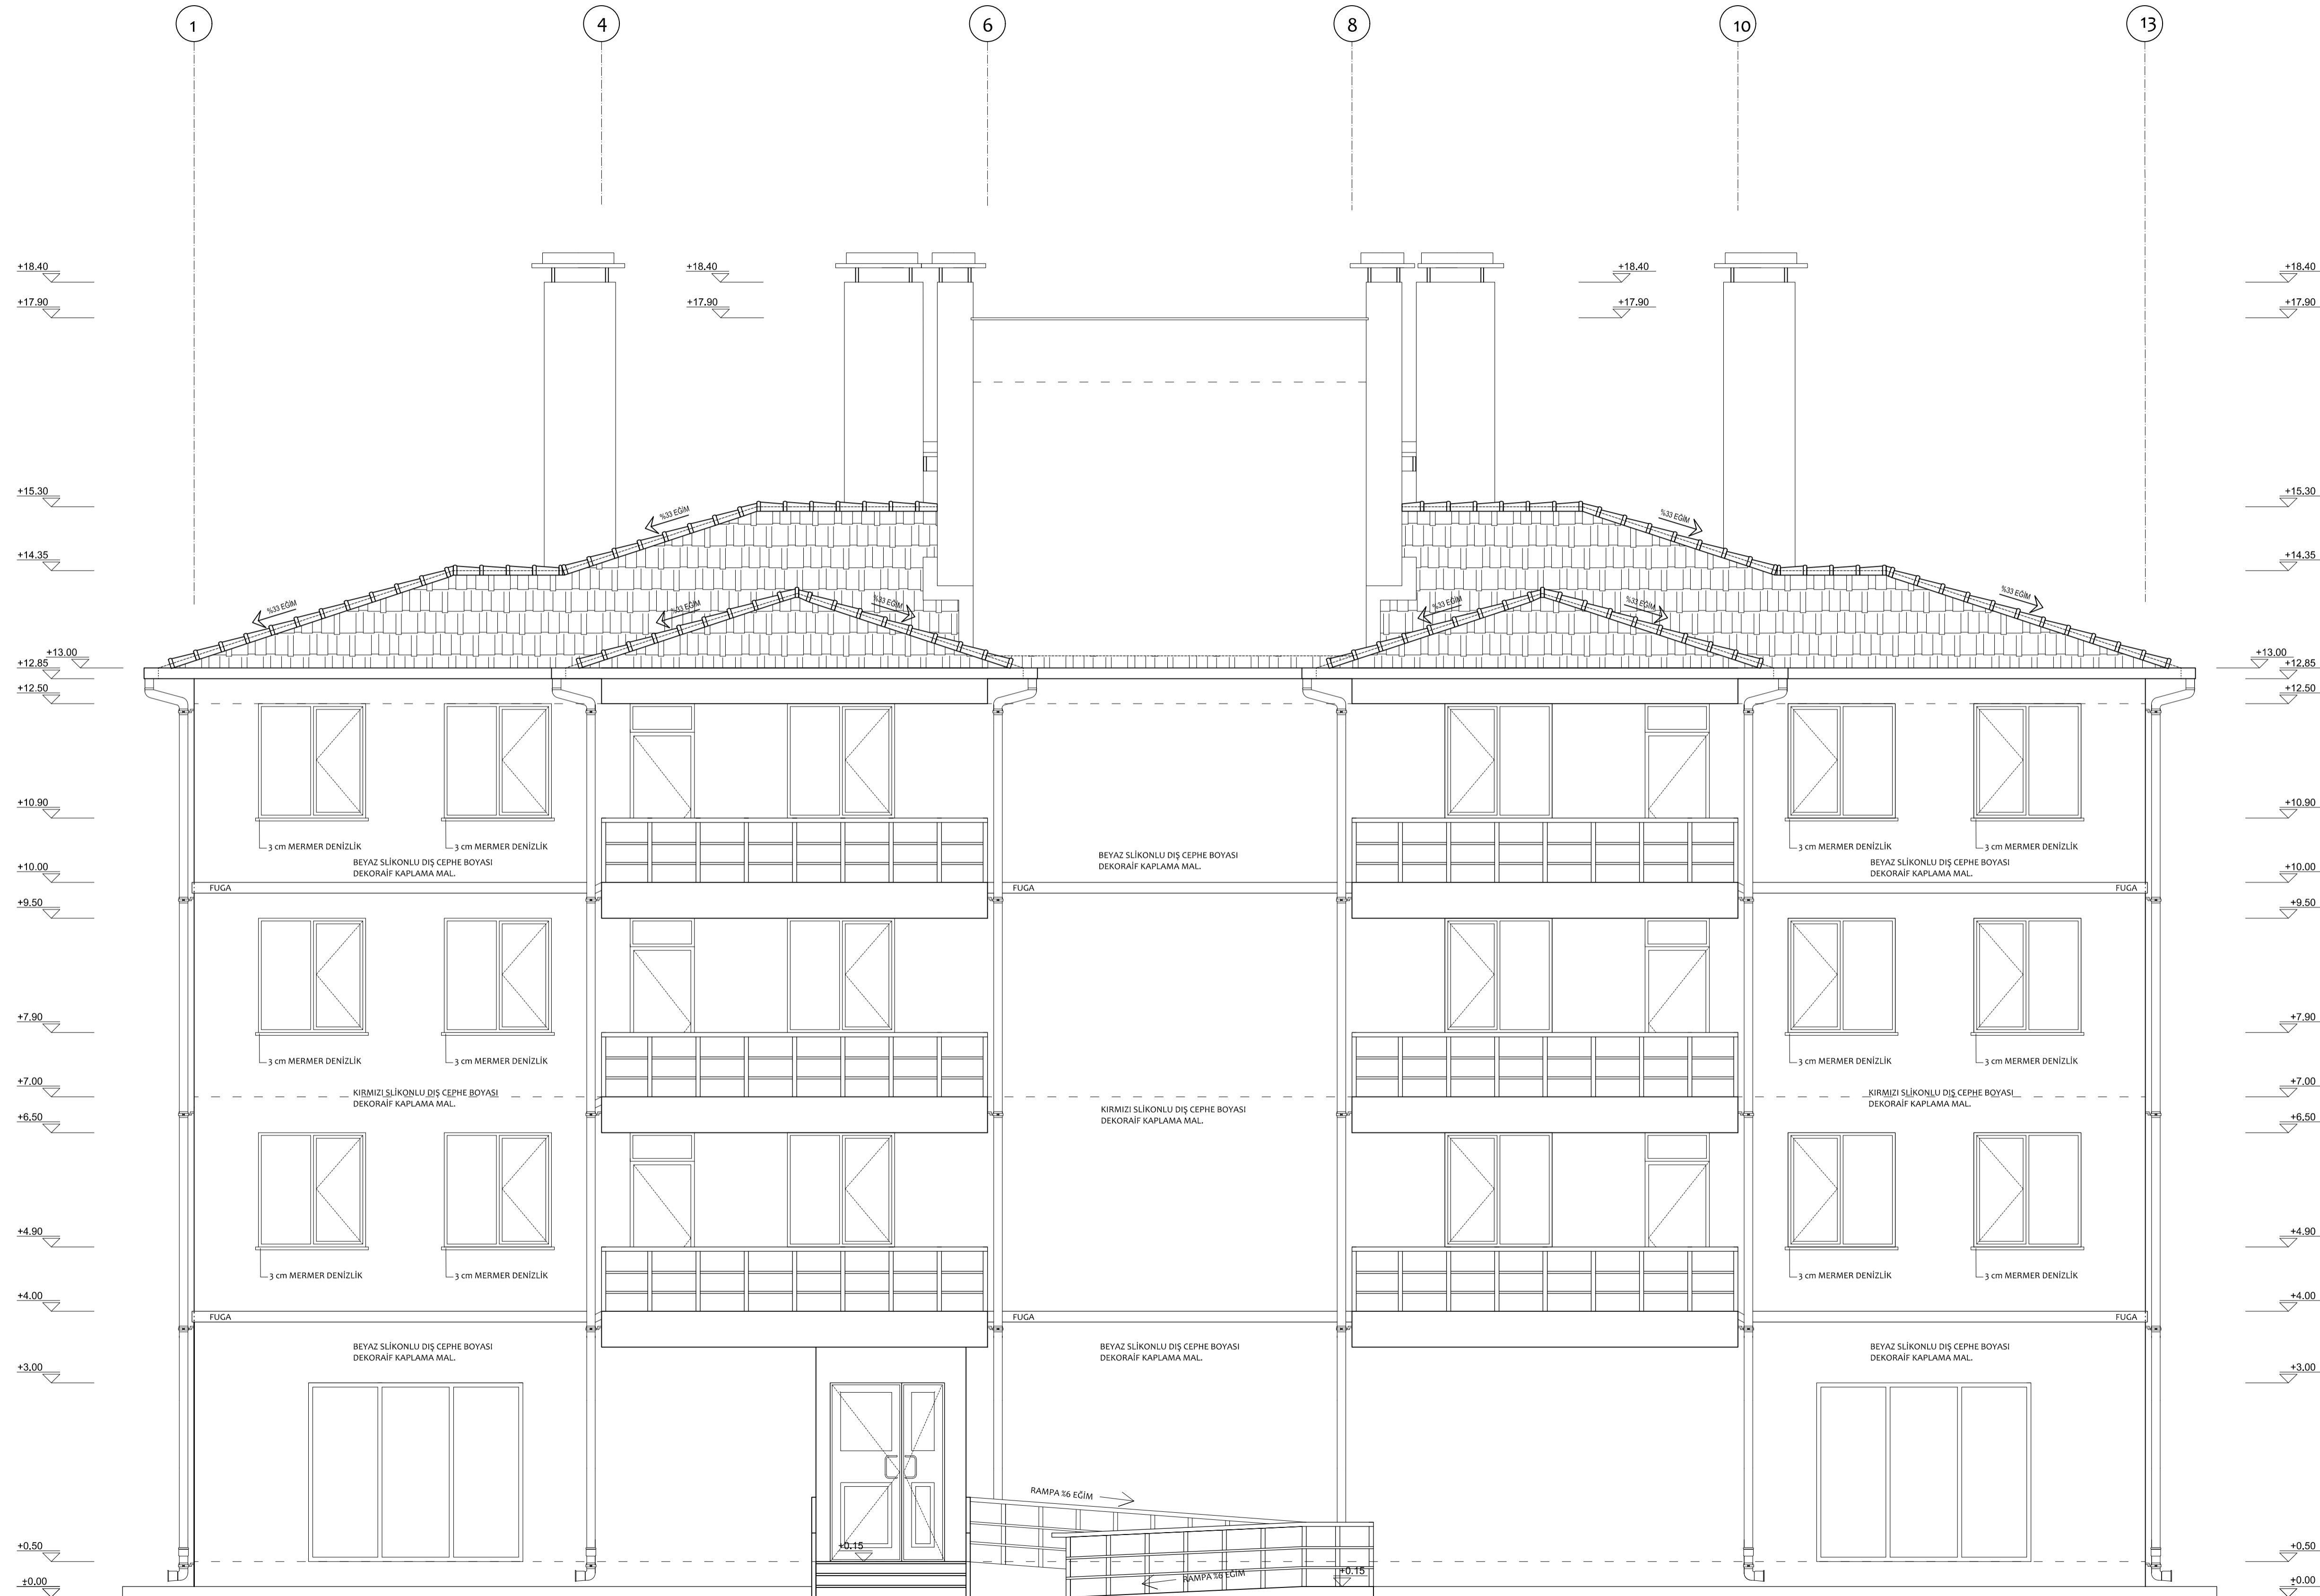 1 4 6 8 10 13
+18.40 +18.40 +18.40 +18.40
+17.90 +17.90 +17.90 +17.90
+15.30 +15.30
%33 EĞİM %33 EĞİM
+14.35 +14.35
%33 EĞİM %33 EĞİM %33 EĞİM %33 EĞİM %33 EĞİM %33 EĞİM
+13.00 +13.00
+12.85 +12.85
+12.50 +12.50
+10.90 +10.90
3 cm MERMER DENİZLİK 3 cm MERMER DENİZLİK 3 cm MERMER DENİZLİK 3 cm MERMER DENİZLİK
BEYAZ SLİKONLU DIŞ CEPHE BOYASI
DEKORAİF KAPLAMA MAL.
BEYAZ SLİKONLU DIŞ CEPHE BOYASI
DEKORAİF KAPLAMA MAL.
BEYAZ SLİKONLU DIŞ CEPHE BOYASI
DEKORAİF KAPLAMA MAL.
+10.00 +10.00
FUGA FUGA FUGA
+9.50 +9.50
+7.90 +7.90
3 cm MERMER DENİZLİK 3 cm MERMER DENİZLİK 3 cm MERMER DENİZLİK 3 cm MERMER DENİZLİK
+7.00 +7.00
KIRMIZI SLİKONLU DIŞ CEPHE BOYASI
DEKORAİF KAPLAMA MAL.
KIRMIZI SLİKONLU DIŞ CEPHE BOYASI
DEKORAİF KAPLAMA MAL.
KIRMIZI SLİKONLU DIŞ CEPHE BOYASI
DEKORAİF KAPLAMA MAL.
+6.50 +6.50
+4.90 +4.90
3 cm MERMER DENİZLİK 3 cm MERMER DENİZLİK 3 cm MERMER DENİZLİK 3 cm MERMER DENİZLİK
+4.00 +4.00
FUGA FUGA FUGA
BEYAZ SLİKONLU DIŞ CEPHE BOYASI
DEKORAİF KAPLAMA MAL.
BEYAZ SLİKONLU DIŞ CEPHE BOYASI
DEKORAİF KAPLAMA MAL.
BEYAZ SLİKONLU DIŞ CEPHE BOYASI
DEKORAİF KAPLAMA MAL.
+3.00 +3.00
RAMPA %6 EĞİM
+0.50 +0.15 +0.50
RAMPA %6 EĞİM +0.15
±0.00 ±0.00